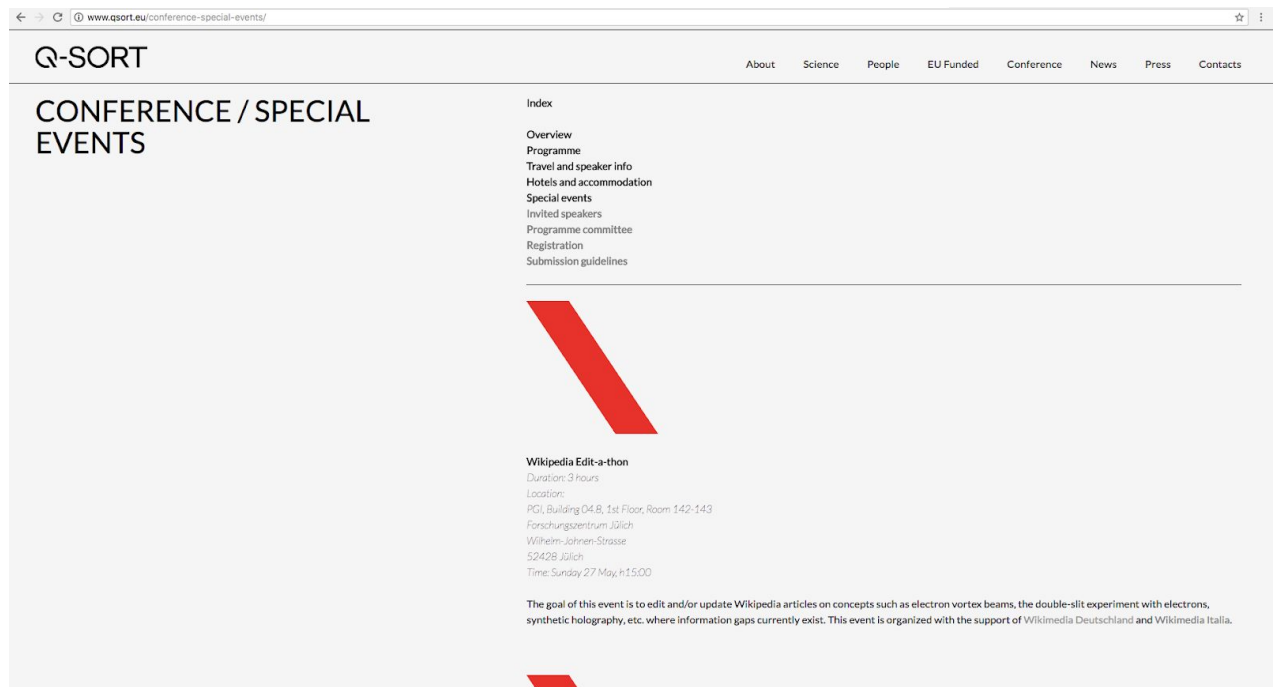 www.qsort.eu/conference-special-events/
Q-SORT
About Science People EU Funded Conference News Press Contacts
CONFERENCE / SPECIAL
EVENTS
Index
Overview
Programme
Travel and speaker info
Hotels and accommodation
Special events
Invited speakers
Programme committee
Registration
Submission guidelines
Wikipedia Edit-a-thon
Duration: 3 hours
Location:
PGI, Building 04.8, 1st Floor, Room 142-143
Forschungszentrum Jülich
Wilhelm-Johnen-Strasse
52428 Jülich
Time: Sunday 27 May, h15:00
The goal of this event is to edit and/or update Wikipedia articles on concepts such as electron vortex beams, the double-slit experiment with electrons,
synthetic holography, etc. where information gaps currently exist. This event is organized with the support of Wikimedia Deutschland and Wikimedia Italia.